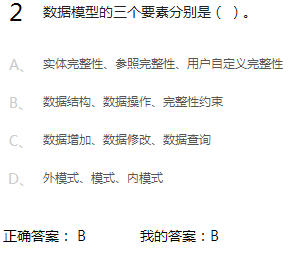 2 数据模型的三个要素分别是（ ）。
A、 实体完整性、参照完整性、用户自定义完整性
B、 数据结构、数据操作、完整性约束
C、 数据增加、数据修改、数据查询
D、 外模式、模式、内模式
正确答案： B 我的答案：B